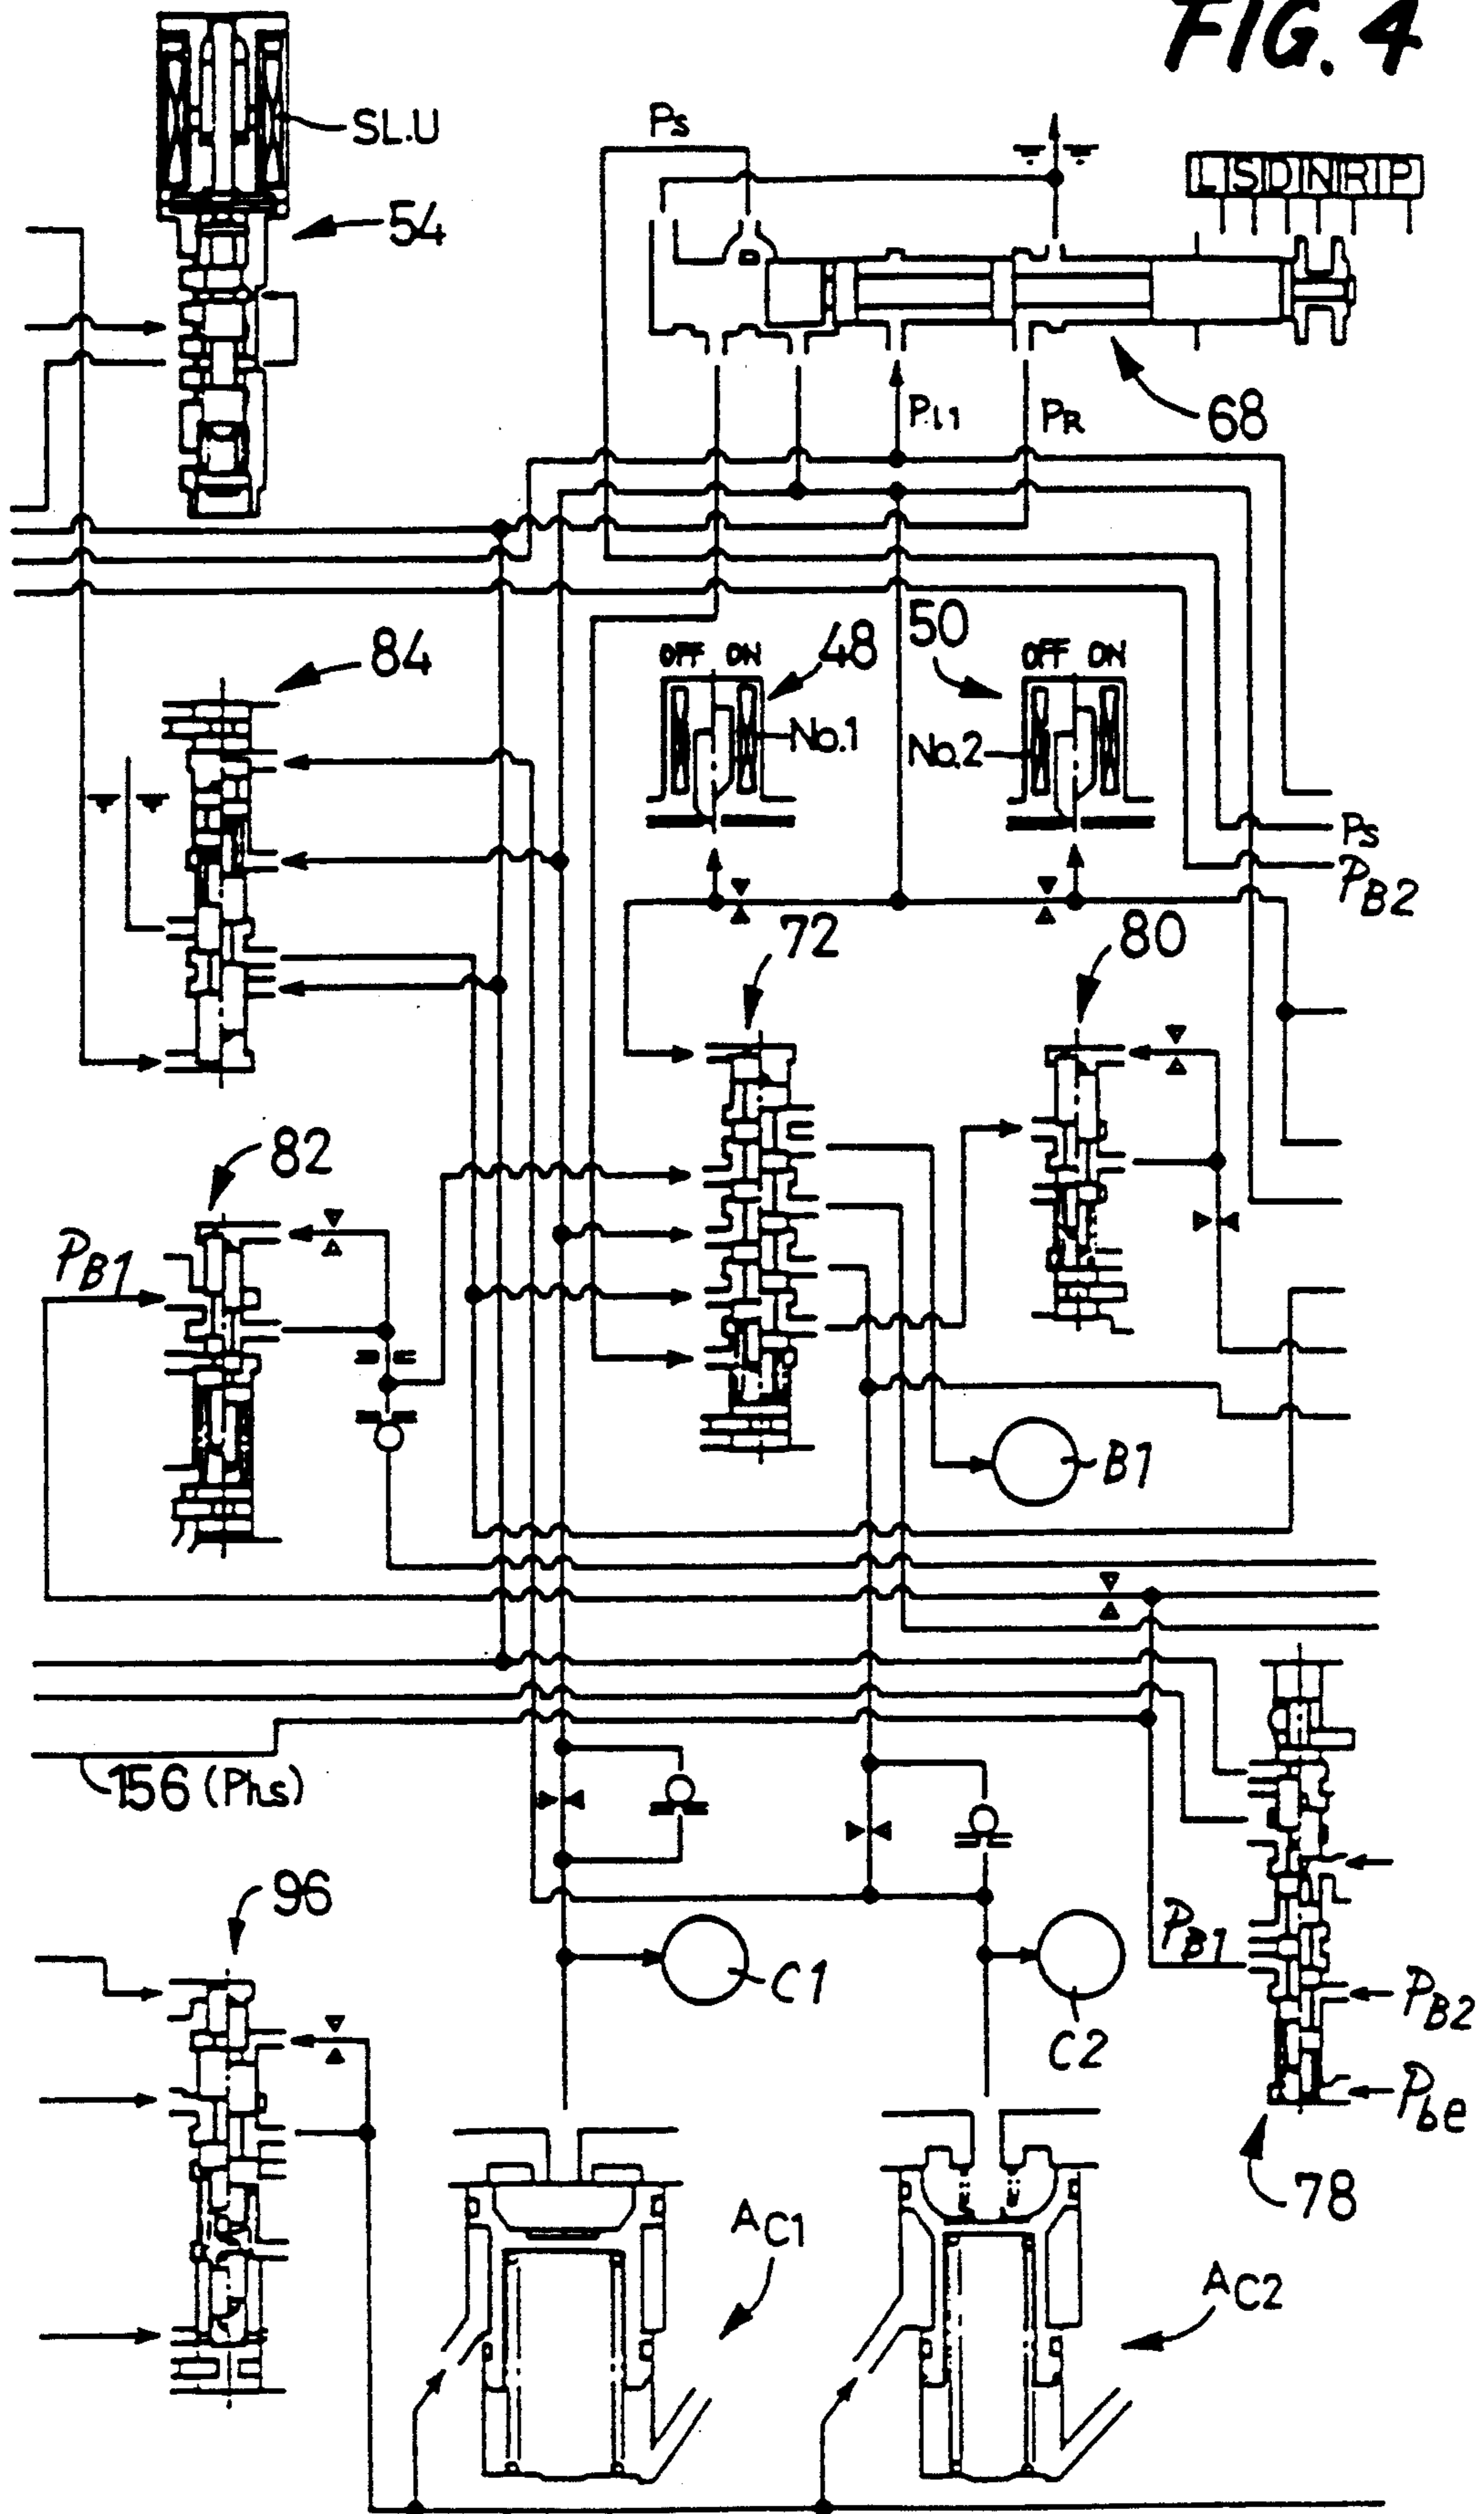 FIG. 4
SL.U
54
Ps
L S D N R P
68
PL1
PR
84
OFF ON
48
No.1
50
OFF ON
No.2
Ps
PB2
72
80
82
PB1
B1
156 (Phs)
96
C1
C2
PB1
PB2
Pbe
78
AC1
AC2